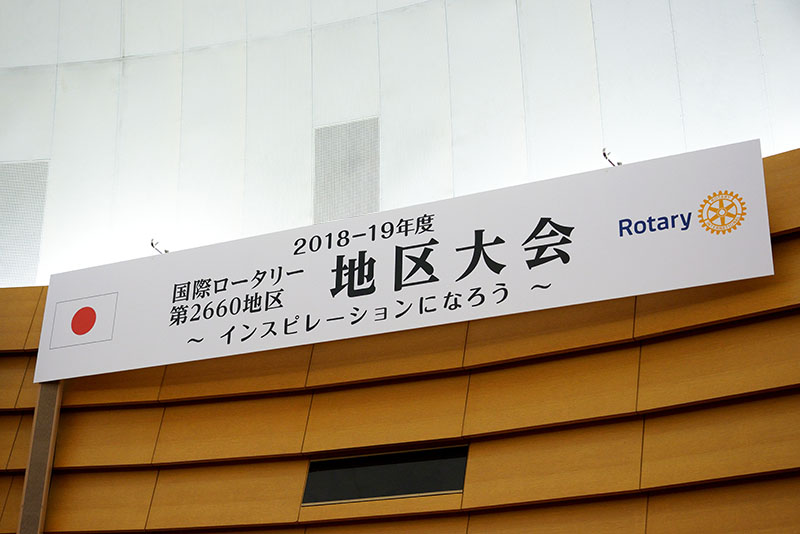 2018-19年度
国際ロータリー
第2660地区
地区大会
～ インスピレーションになろう ～
Rotary